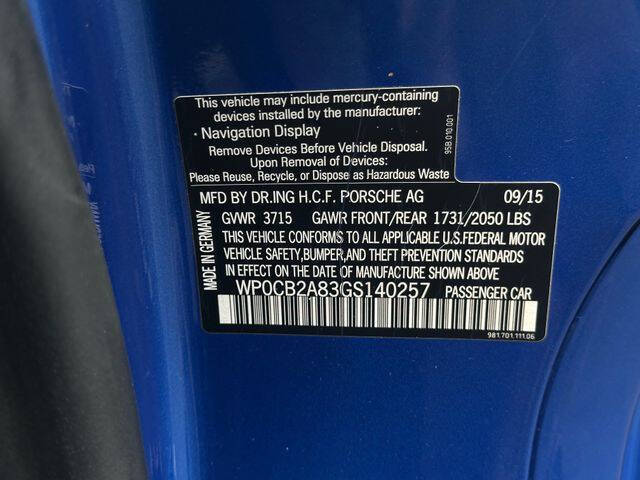 This vehicle may include mercury-containing
devices installed by the manufacturer:
· Navigation Display
Remove Devices Before Vehicle Disposal.
Upon Removal of Devices:
Please Reuse, Recycle, or Dispose as Hazardous Waste
95B.010.001
MADE IN GERMANY
MFD BY DR.ING H.C.F. PORSCHE AG 09/15
GVWR 3715 GAWR FRONT/REAR 1731/2050 LBS
THIS VEHICLE CONFORMS TO ALL APPLICABLE U.S.FEDERAL MOTOR
VEHICLE SAFETY,BUMPER,AND THEFT PREVENTION STANDARDS
IN EFFECT ON THE DATE OF MANUFACTURE SHOWN ABOVE.
WP0CB2A83GS140257 PASSENGER CAR
981.701.111.06